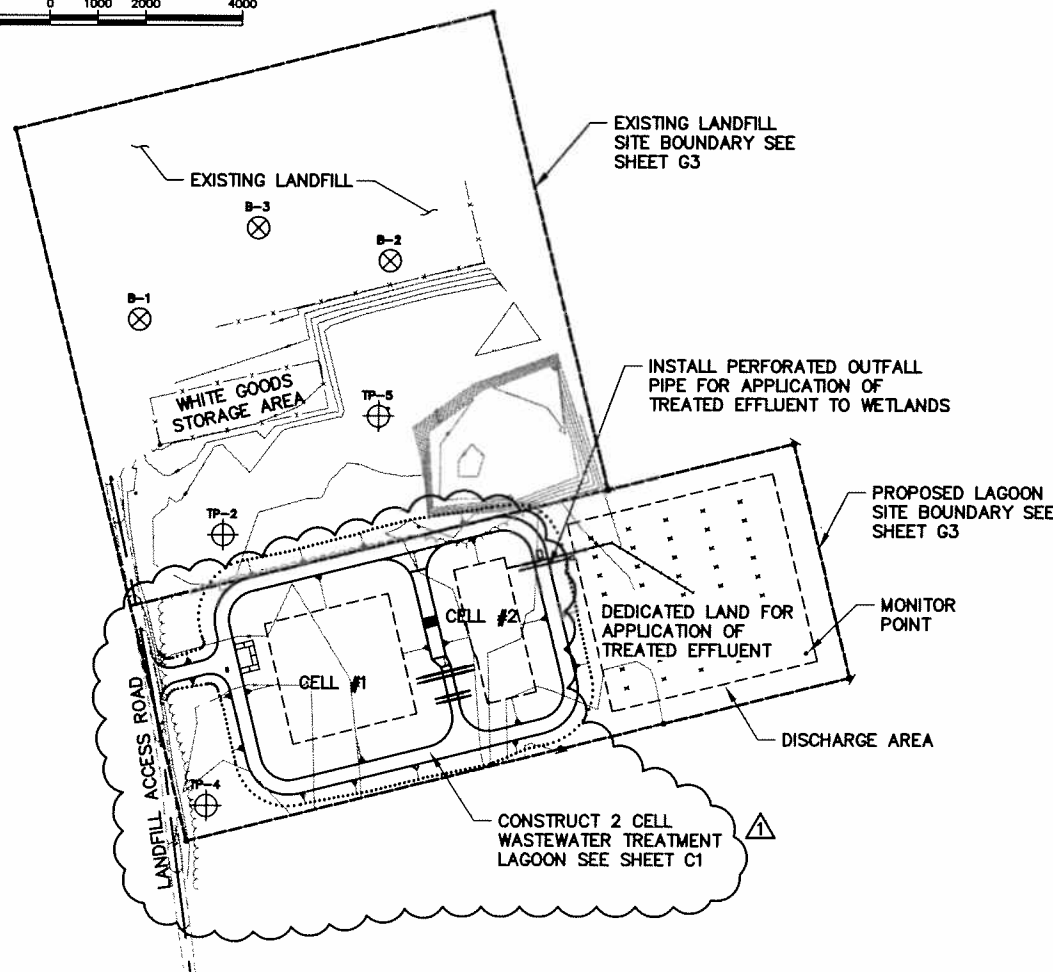 0 1000 2000 4000
EXISTING LANDFILL
SITE BOUNDARY SEE
SHEET G3
EXISTING LANDFILL
B-3
B-2
B-1
WHITE GOODS
STORAGE AREA
TP-5
INSTALL PERFORATED OUTFALL
PIPE FOR APPLICATION OF
TREATED EFFLUENT TO WETLANDS
TP-2
PROPOSED LAGOON
SITE BOUNDARY SEE
SHEET G3
CELL #2
DEDICATED LAND FOR
APPLICATION OF
TREATED EFFLUENT
MONITOR
POINT
CELL #1
LANDFILL ACCESS ROAD
DISCHARGE AREA
TP-4
CONSTRUCT 2 CELL
WASTEWATER TREATMENT
LAGOON SEE SHEET C1
1